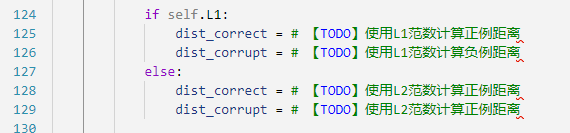 124 if self.L1:
125 dist_correct = # 【TODO】使用L1范数计算正例距离
126 dist_corrupt = # 【TODO】使用L1范数计算负例距离
127 else:
128 dist_correct = # 【TODO】使用L2范数计算正例距离
129 dist_corrupt = # 【TODO】使用L2范数计算正例距离
130